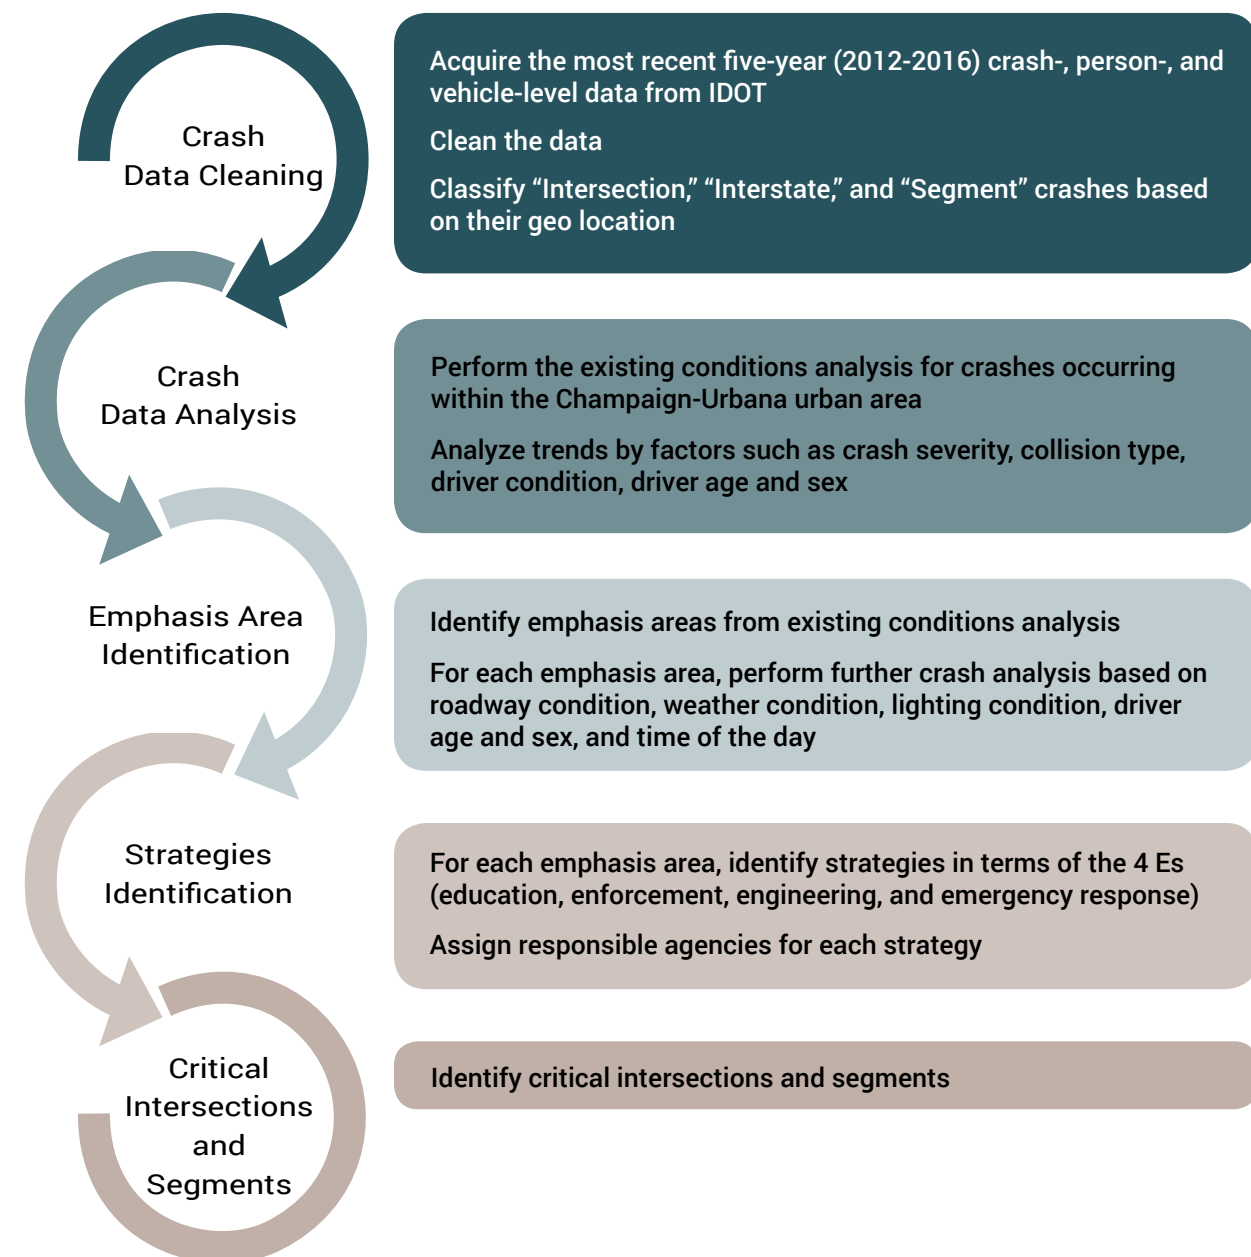 Crash
Data Cleaning
Acquire the most recent five-year (2012-2016) crash-, person-, and
vehicle-level data from IDOT
Clean the data
Classify “Intersection,” “Interstate,” and “Segment” crashes based
on their geo location
Crash
Data Analysis
Perform the existing conditions analysis for crashes occurring
within the Champaign-Urbana urban area
Analyze trends by factors such as crash severity, collision type,
driver condition, driver age and sex
Emphasis Area
Identification
Identify emphasis areas from existing conditions analysis
For each emphasis area, perform further crash analysis based on
roadway condition, weather condition, lighting condition, driver
age and sex, and time of the day
Strategies
Identification
For each emphasis area, identify strategies in terms of the 4 Es
(education, enforcement, engineering, and emergency response)
Assign responsible agencies for each strategy
Critical
Intersections
and
Segments
Identify critical intersections and segments